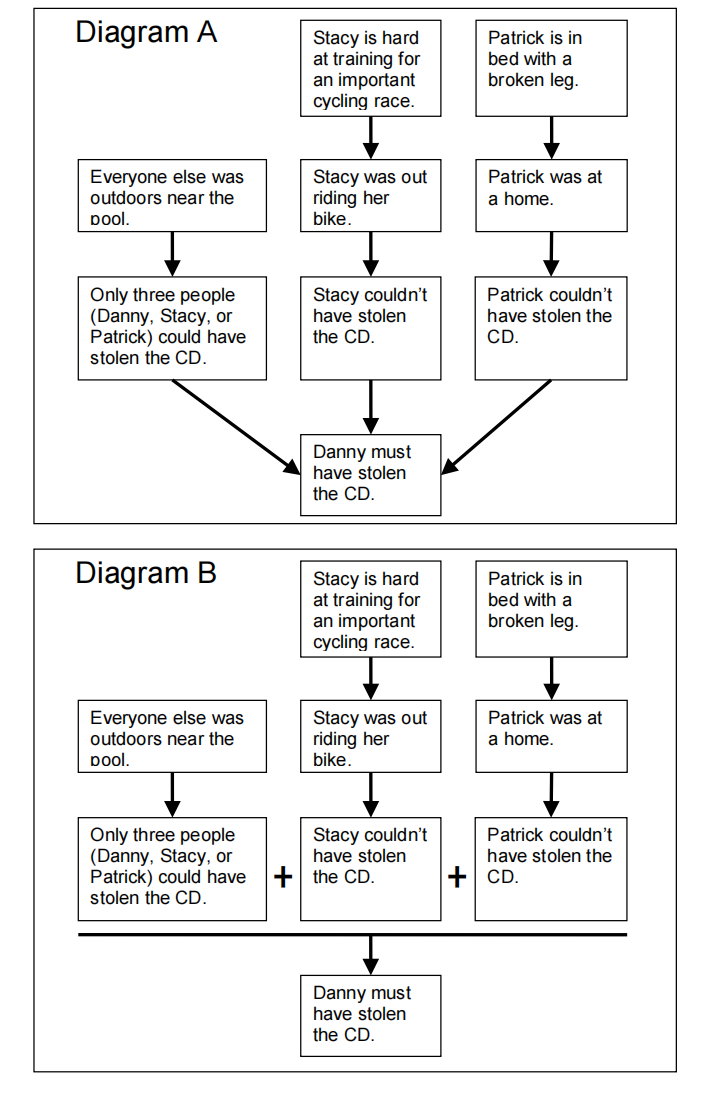 Diagram A
Stacy is hard
at training for
an important
cycling race.
Patrick is in
bed with a
broken leg.
Everyone else was
outdoors near the
pool.
Stacy was out
riding her
bike.
Patrick was at
a home.
Only three people
(Danny, Stacy, or
Patrick) could have
stolen the CD.
Stacy couldn’t
have stolen
the CD.
Patrick couldn’t
have stolen the
CD.
Danny must
have stolen
the CD.
Diagram B
Stacy is hard
at training for
an important
cycling race.
Patrick is in
bed with a
broken leg.
Everyone else was
outdoors near the
pool.
Stacy was out
riding her
bike.
Patrick was at
a home.
Only three people
(Danny, Stacy, or
Patrick) could have
stolen the CD.
+
Stacy couldn’t
have stolen
the CD.
+
Patrick couldn’t
have stolen the
CD.
Danny must
have stolen
the CD.